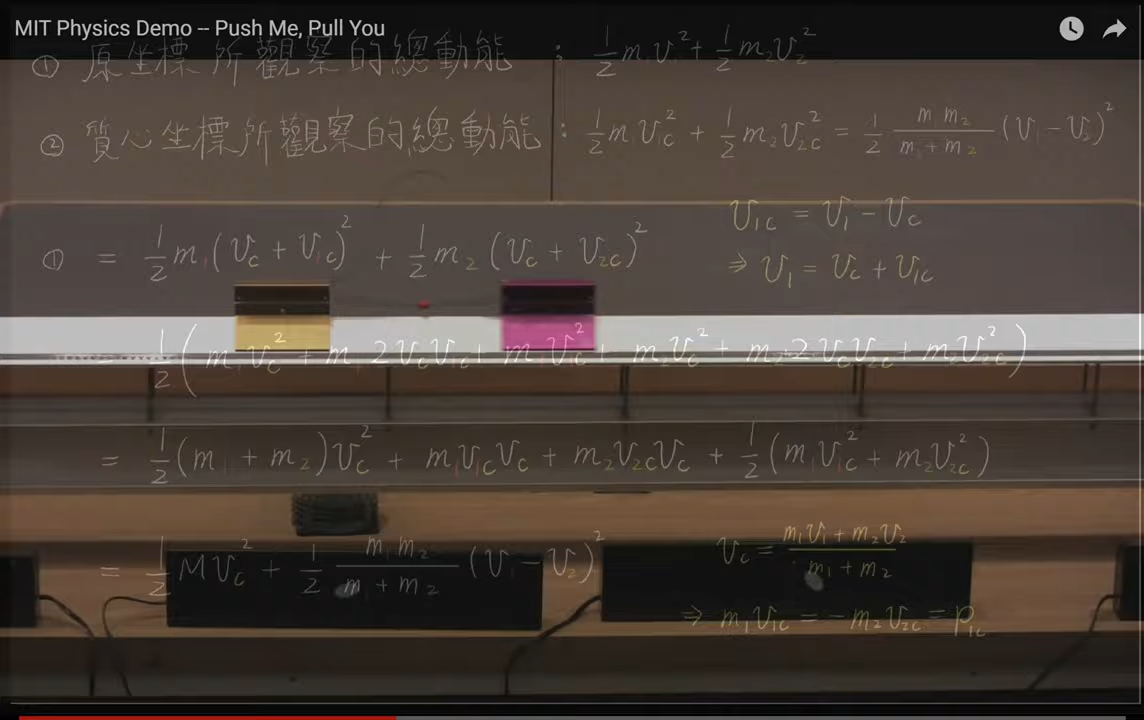 MIT Physics Demo -- Push Me, Pull You
① 原坐標所觀察的總動能 : ½m₁v₁² + ½m₂v₂²
② 質心坐標所觀察的總動能 : ½m₁v₁c² + ½m₂v₂c² = ½ m₁m₂/(m₁+m₂) (v₁-v₂)²
v₁c = v₁ - vc
① = ½m₁(vc + v₁c)² + ½m₂(vc + v₂c)²
⇒ v₁ = vc + v₁c
½(m₁vc² + m₁2vcv₁c + m₁v₁c² + m₂vc² + m₂2vcv₂c + m₂v₂c²)
= ½(m₁ + m₂)vc² + m₁v₁cvc + m₂v₂cvc + ½(m₁v₁c² + m₂v₂c²)
= ½Mvc² + ½ m₁m₂/(m₁+m₂) (v₁-v₂)²
vc = (m₁v₁+m₂v₂)/(m₁+m₂)
⇒ m₁v₁c = -m₂v₂c = p₁c